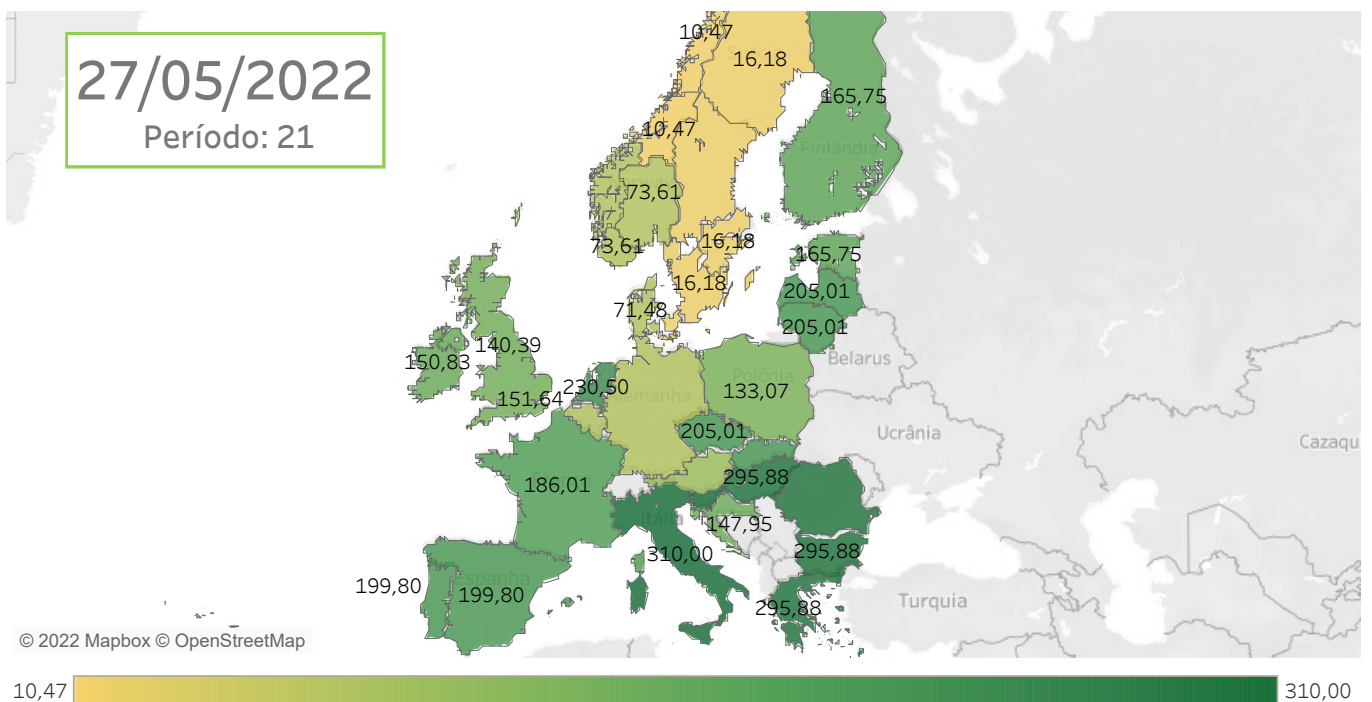 27/05/2022
Período: 21
10,47
16,18
165,75
10,47
Finlândia
73,61
73,61
16,18
165,75
16,18
205,01
71,48
205,01
140,39
150,83
Belarus
230,50
Polônia
133,07
151,64
Alemanha
205,01
Ucrânia
Cazaqu
295,88
186,01
Itália
147,95
310,00
295,88
Espanha
199,80
199,80
295,88
Turquia
© 2022 Mapbox © OpenStreetMap
10,47
310,00